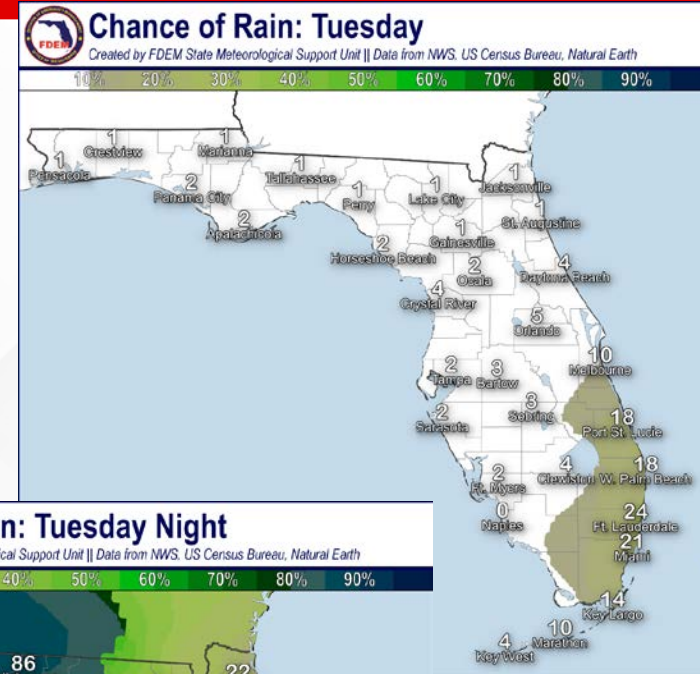 FDEM
Chance of Rain: Tuesday
Created by FDEM State Meteorological Support Unit || Data from NWS, US Census Bureau, Natural Earth
10% 20% 30% 40% 50% 60% 70% 80% 90%
1
Pensacola
1
Crestview
1
Marianna
2
Panama City
2
Apalachicola
1
Tallahassee
1
Perry
1
Lake City
1
Jacksonville
1
St. Augustine
1
Gainesville
2
Horseshoe Beach
2
Ocala
4
Daytona Beach
4
Crystal River
5
Orlando
10
Melbourne
2
Tampa
3
Bartow
3
Sebring
2
Sarasota
18
Port St. Lucie
2
Ft. Myers
4
Clewiston
18
W. Palm Beach
0
Naples
24
Ft. Lauderdale
21
Miami
14
Key Largo
10
Marathon
4
Key West
n: Tuesday Night
ical Support Unit || Data from NWS, US Census Bureau, Natural Earth
40% 50% 60% 70% 80% 90%
86
22